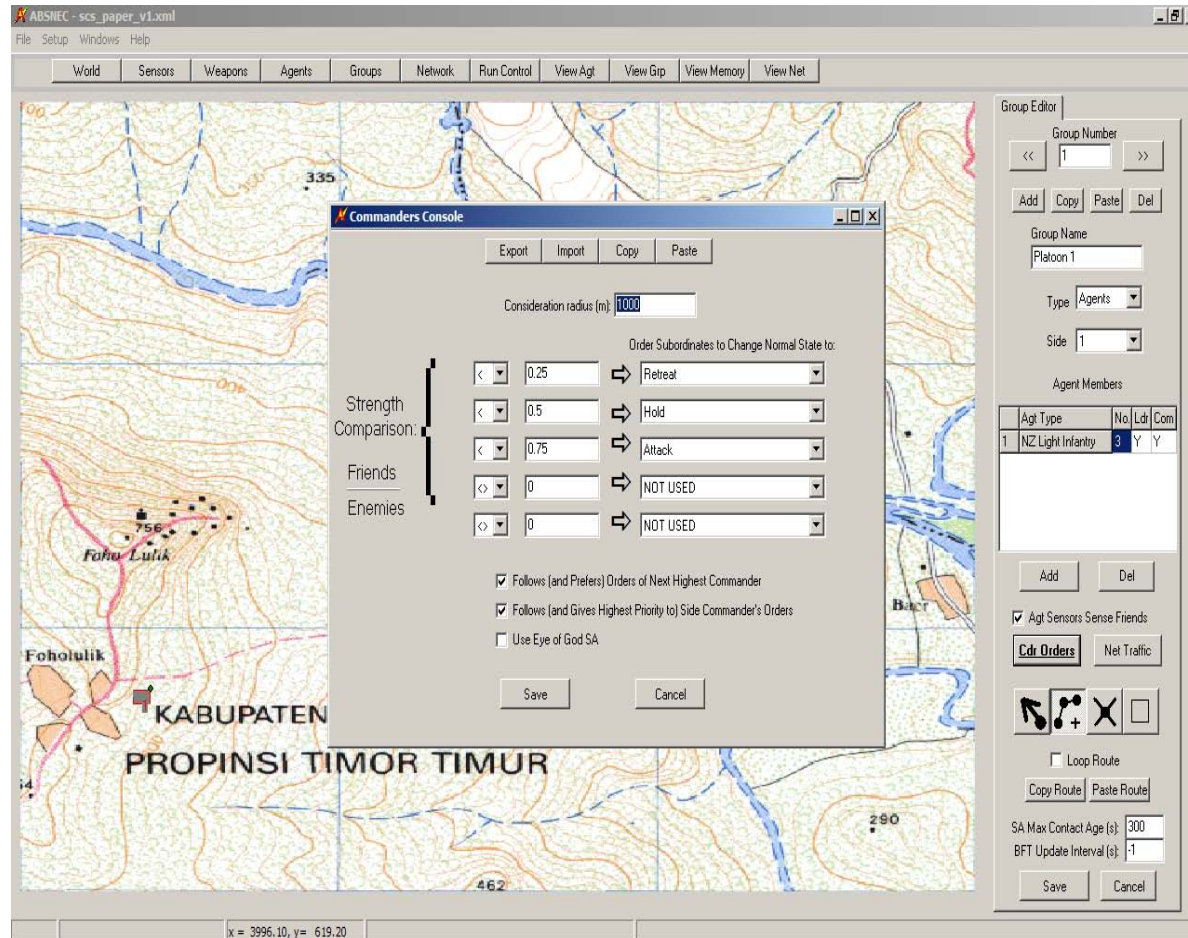 ABSNEC - scs_paper_v1.xml
File Setup Windows Help
World Sensors Weapons Agents Groups Network Run Control View Agt View Grp View Memory View Net
335
756
Foho Lulik
Foholulik
Baer
KABUPATEN
PROPINSI TIMOR TIMUR
290
462
Commanders Console
Export Import Copy Paste
Consideration radius (m): 1000
Order Subordinates to Change Normal State to:
Strength
Comparison:
Friends
Enemies
< 0.25 Retreat
< 0.5 Hold
< 0.75 Attack
<> 0 NOT USED
<> 0 NOT USED
Follows (and Prefers) Orders of Next Highest Commander
Follows (and Gives Highest Priority to) Side Commander's Orders
Use Eye of God SA
Save Cancel
Group Editor
Group Number
<< 1 >>
Add Copy Paste Del
Group Name
Platoon 1
Type Agents
Side 1
Agent Members
Agt Type No. Ldr Com
1 NZ Light Infantry 3 Y Y
Add Del
Agt Sensors Sense Friends
Cdr Orders Net Traffic
Loop Route
Copy Route Paste Route
SA Max Contact Age (s): 300
BFT Update Interval (s): -1
Save Cancel
x = 3996.10, y= 619.20